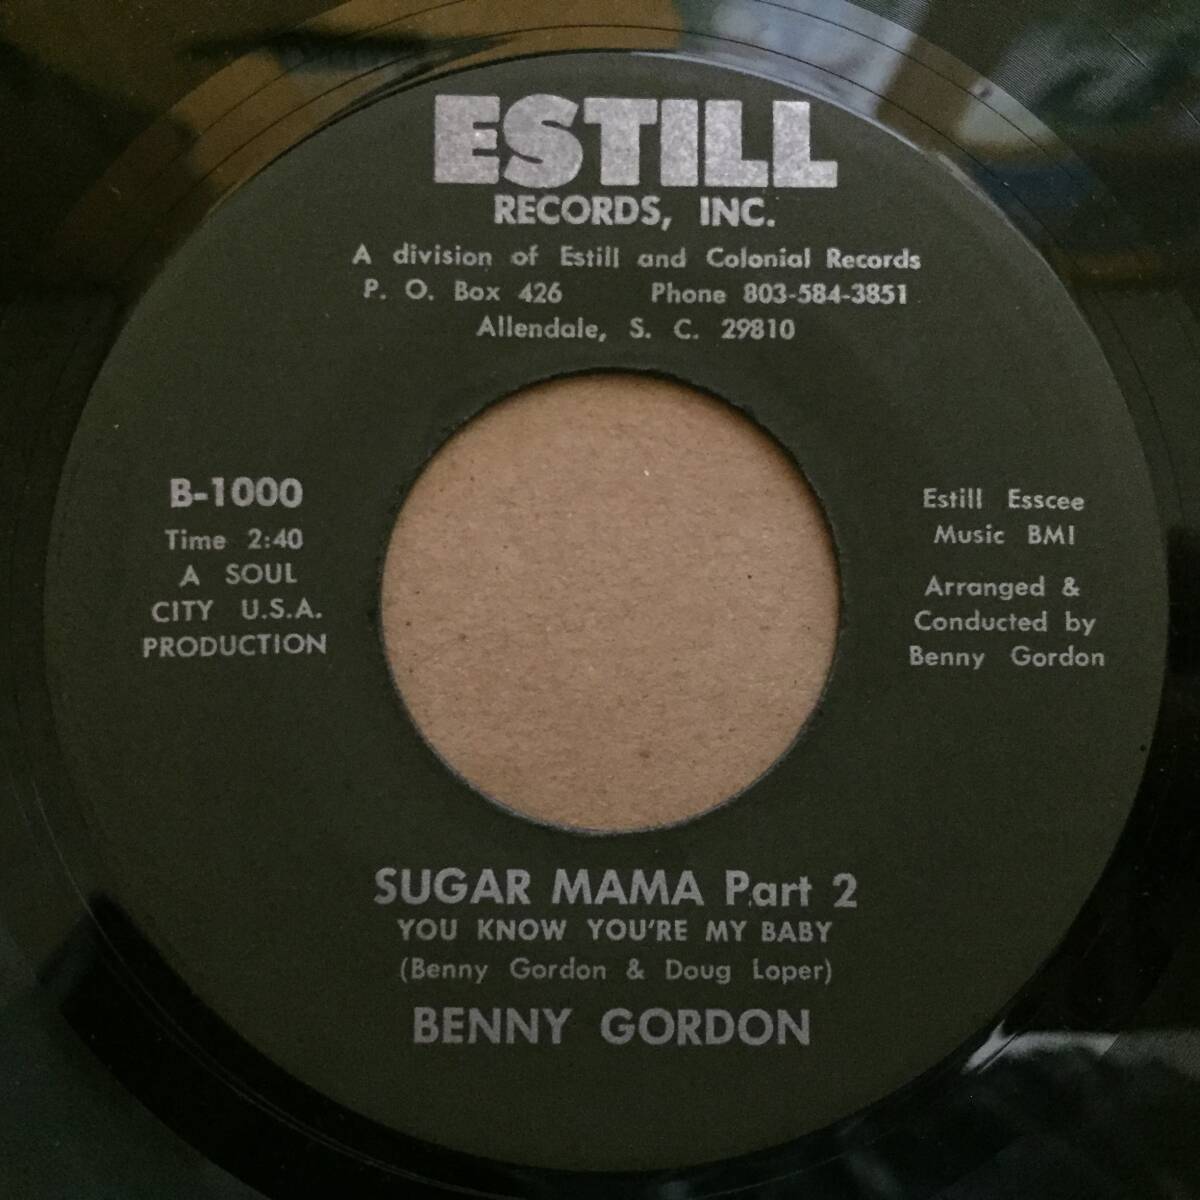 ESTILL
RECORDS, INC.
A division of Estill and Colonial Records
P. O. Box 426 Phone 803-584-3851
Allendale, S. C. 29810
B-1000
Time 2:40
A SOUL
CITY U.S.A.
PRODUCTION
Estill Esscee
Music BMI
Arranged &
Conducted by
Benny Gordon
SUGAR MAMA Part 2
YOU KNOW YOU'RE MY BABY
(Benny Gordon & Doug Loper)
BENNY GORDON